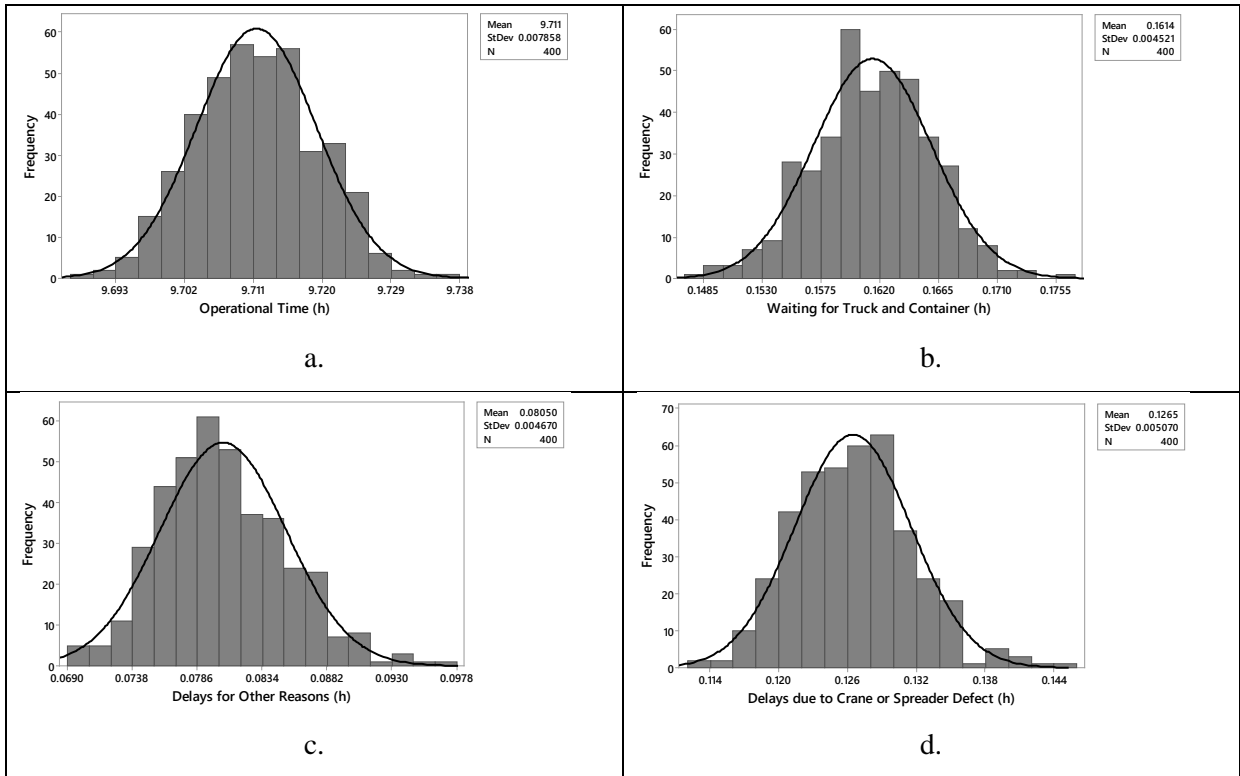 Mean 9.711
StDev 0.007858
N 400
60
50
40
30
20
10
0
Frequency
9.693 9.702 9.711 9.720 9.729 9.738
Operational Time (h)
a.
Mean 0.1614
StDev 0.004521
N 400
60
50
40
30
20
10
0
Frequency
0.1485 0.1530 0.1575 0.1620 0.1665 0.1710 0.1755
Waiting for Truck and Container (h)
b.
Mean 0.08050
StDev 0.004670
N 400
60
50
40
30
20
10
0
Frequency
0.0690 0.0738 0.0786 0.0834 0.0882 0.0930 0.0978
Delays for Other Reasons (h)
c.
Mean 0.1265
StDev 0.005070
N 400
70
60
50
40
30
20
10
0
Frequency
0.114 0.120 0.126 0.132 0.138 0.144
Delays due to Crane or Spreader Defect (h)
d.